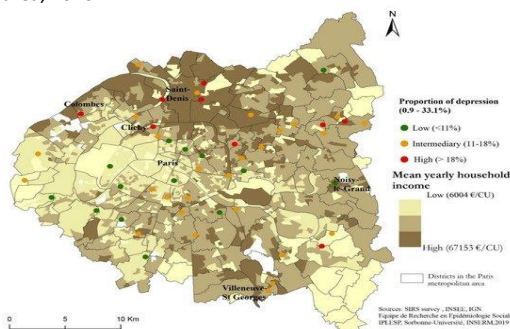 N
Saint-
Denis
Colombes
Clichy
Paris
Noisy-
le-Grand
Villeneuve-
St Georges
Proportion of depression
(0.9 - 33.1%)
Low (<11%)
Intermediary (11-18%)
High (> 18%)
Mean yearly household
income
Low (6004 €/CU)
High (67153 €/CU)
Districts in the Paris
metropolitan area
0 5 10 Km
Sources: SIRS survey , INSEE, IGN
Equipe de Recherche en Epidémiologie Sociale
IPLESP, Sorbonne-Université, INSERM,2019